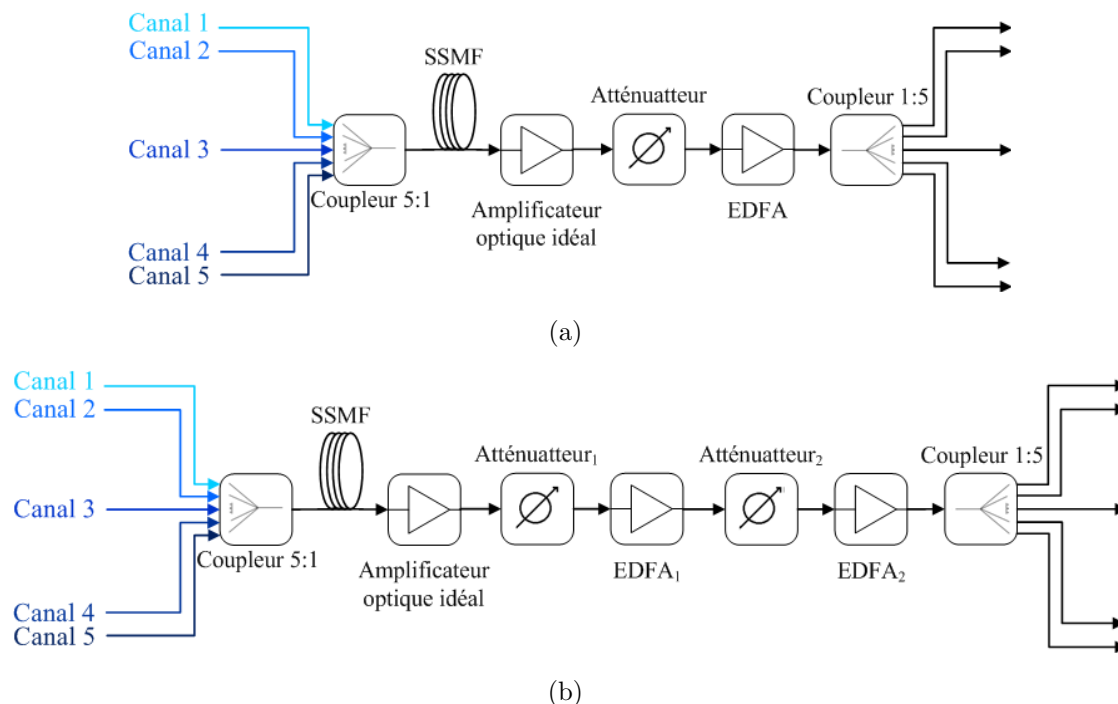 Canal 1
Canal 2
SSMF
Atténuatteur
Coupleur 1:5
Canal 3
Coupleur 5:1
Amplificateur
optique idéal
EDFA
Canal 4
Canal 5
(a)
Canal 1
Canal 2
SSMF
Atténuatteur₁
Atténuatteur₂
Coupleur 1:5
Canal 3
Coupleur 5:1
Amplificateur
optique idéal
EDFA₁
EDFA₂
Canal 4
Canal 5
(b)